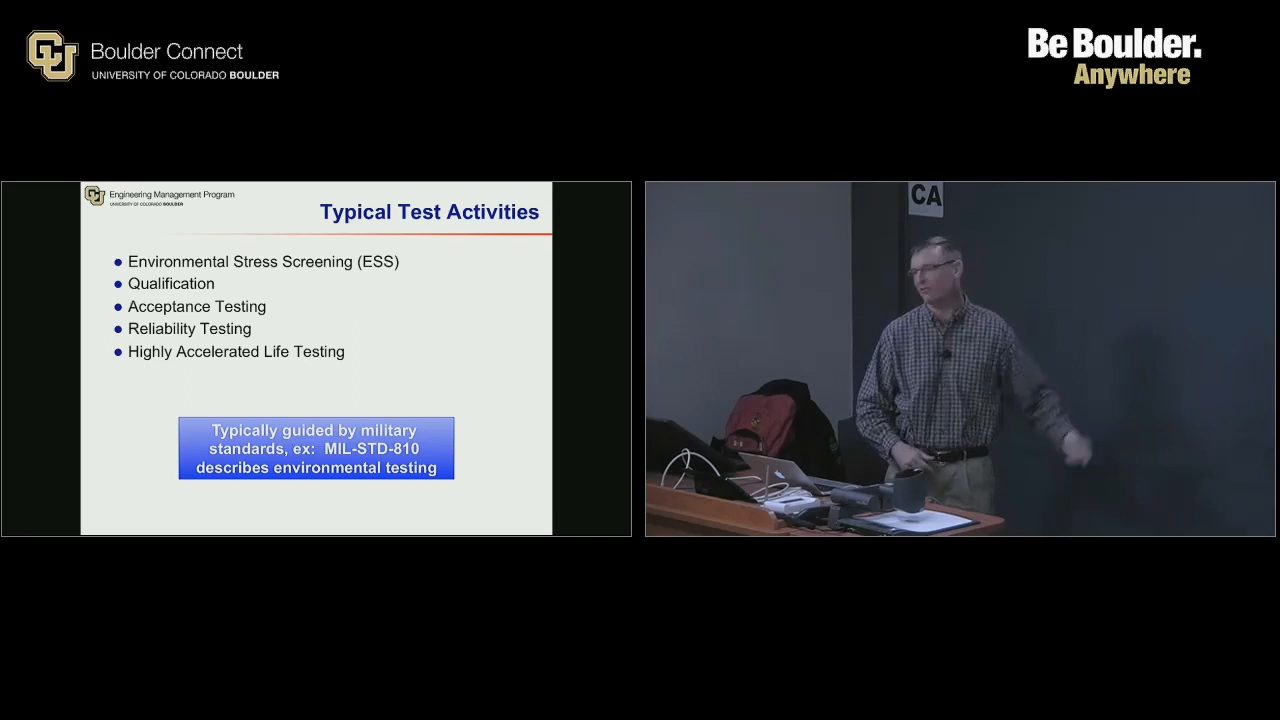 Boulder Connect
UNIVERSITY OF COLORADO BOULDER
Be Boulder.
Anywhere
Engineering Management Program
UNIVERSITY OF COLORADO BOULDER
Typical Test Activities
Environmental Stress Screening (ESS)
Qualification
Acceptance Testing
Reliability Testing
Highly Accelerated Life Testing
Typically guided by military
standards, ex: MIL-STD-810
describes environmental testing
CA